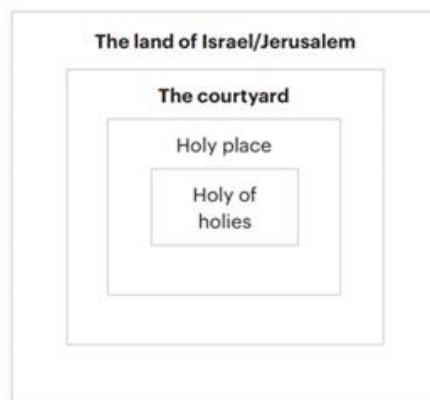 The land of Israel/Jerusalem
The courtyard
Holy place
Holy of
holies